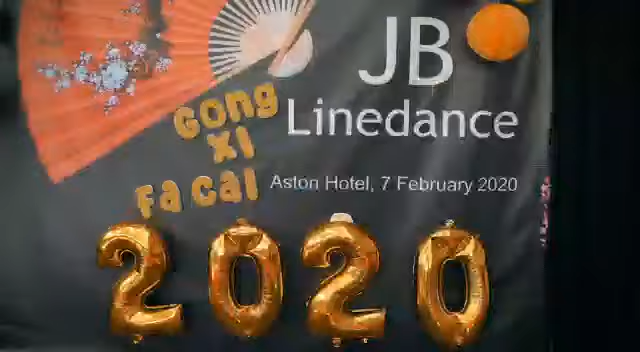 JB
Linedance
Gong
Xi
Fa Cai
Aston Hotel, 7 February 2020
2020